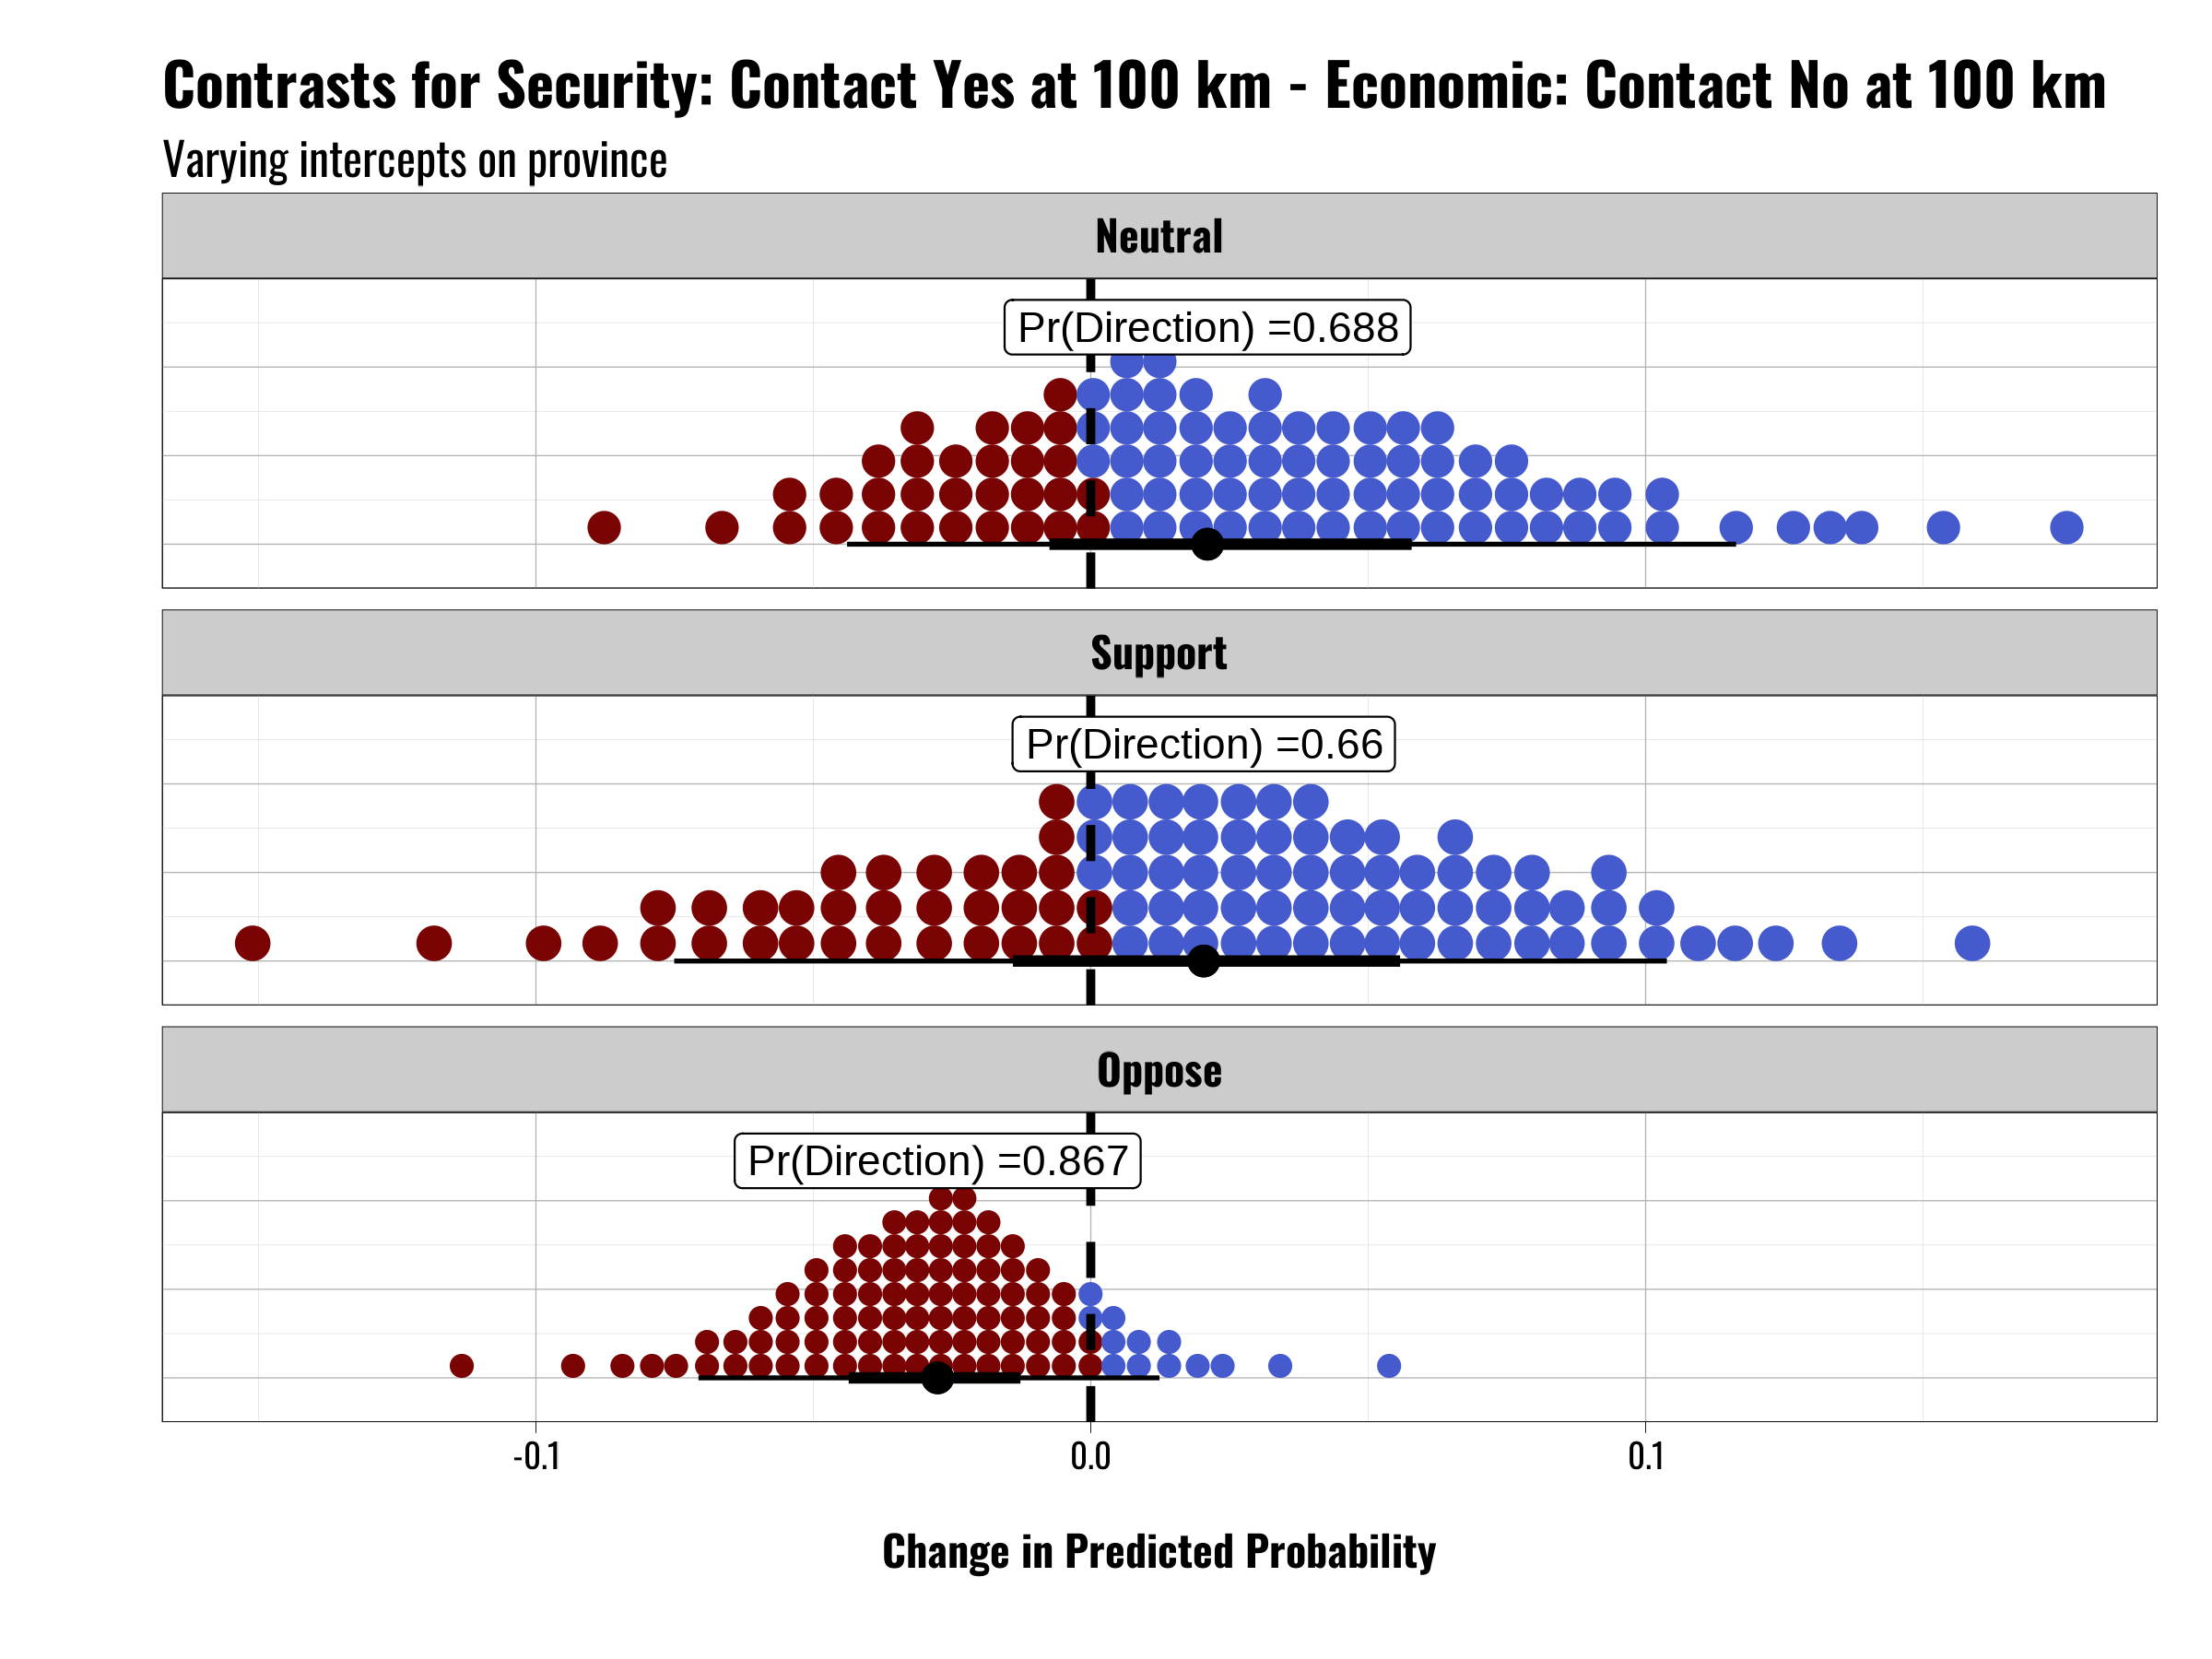 Contrasts for Security: Contact Yes at 100 km - Economic: Contact No at 100 km
Varying intercepts on province
Neutral
Pr(Direction) =0.688
Support
Pr(Direction) =0.66
Oppose
Pr(Direction) =0.867
-0.1 0.0 0.1
Change in Predicted Probability